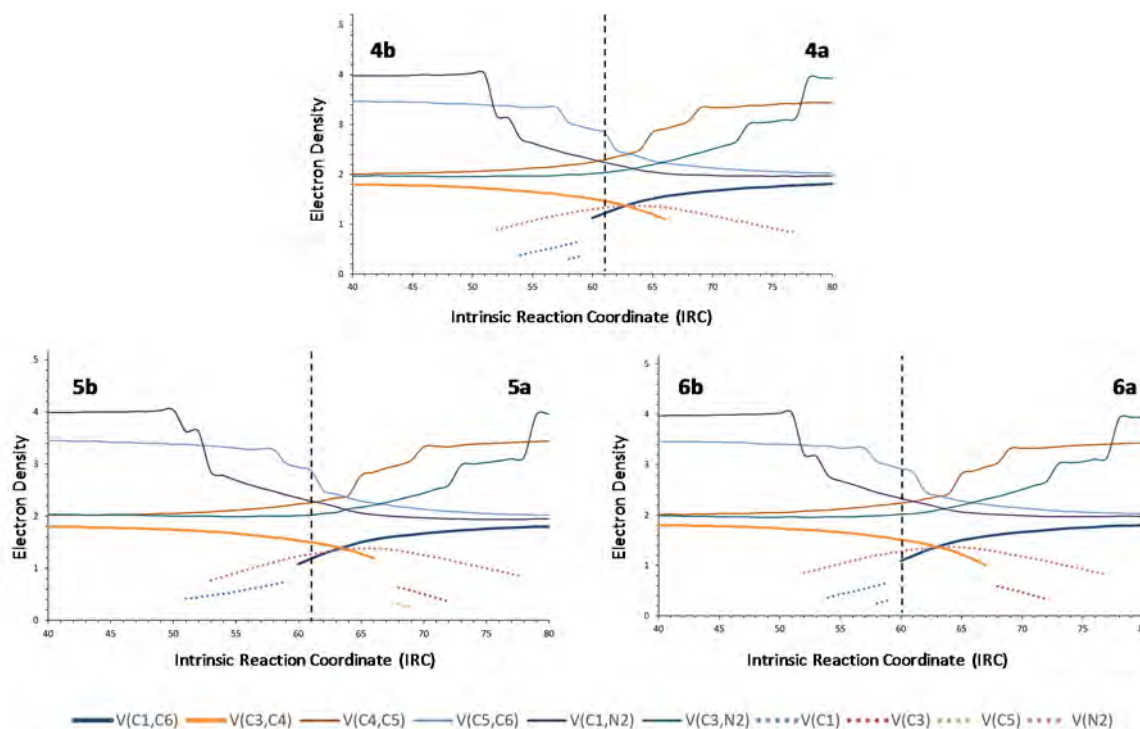 4b 4a
Electron Density
5
4
3
2
1
0
40 45 50 55 60 65 70 75 80
Intrinsic Reaction Coordinate (IRC)
5b 5a
Electron Density
5
4
3
2
1
0
40 45 50 55 60 65 70 75 80
Intrinsic Reaction Coordinate (IRC)
6b 6a
Electron Density
5
4
3
2
1
0
40 45 50 55 60 65 70 75 80
Intrinsic Reaction Coordinate (IRC)
V(C1,C6) V(C3,C4) V(C4,C5) V(C5,C6) V(C1,N2) V(C3,N2) V(C1) V(C3) V(C5) V(N2)